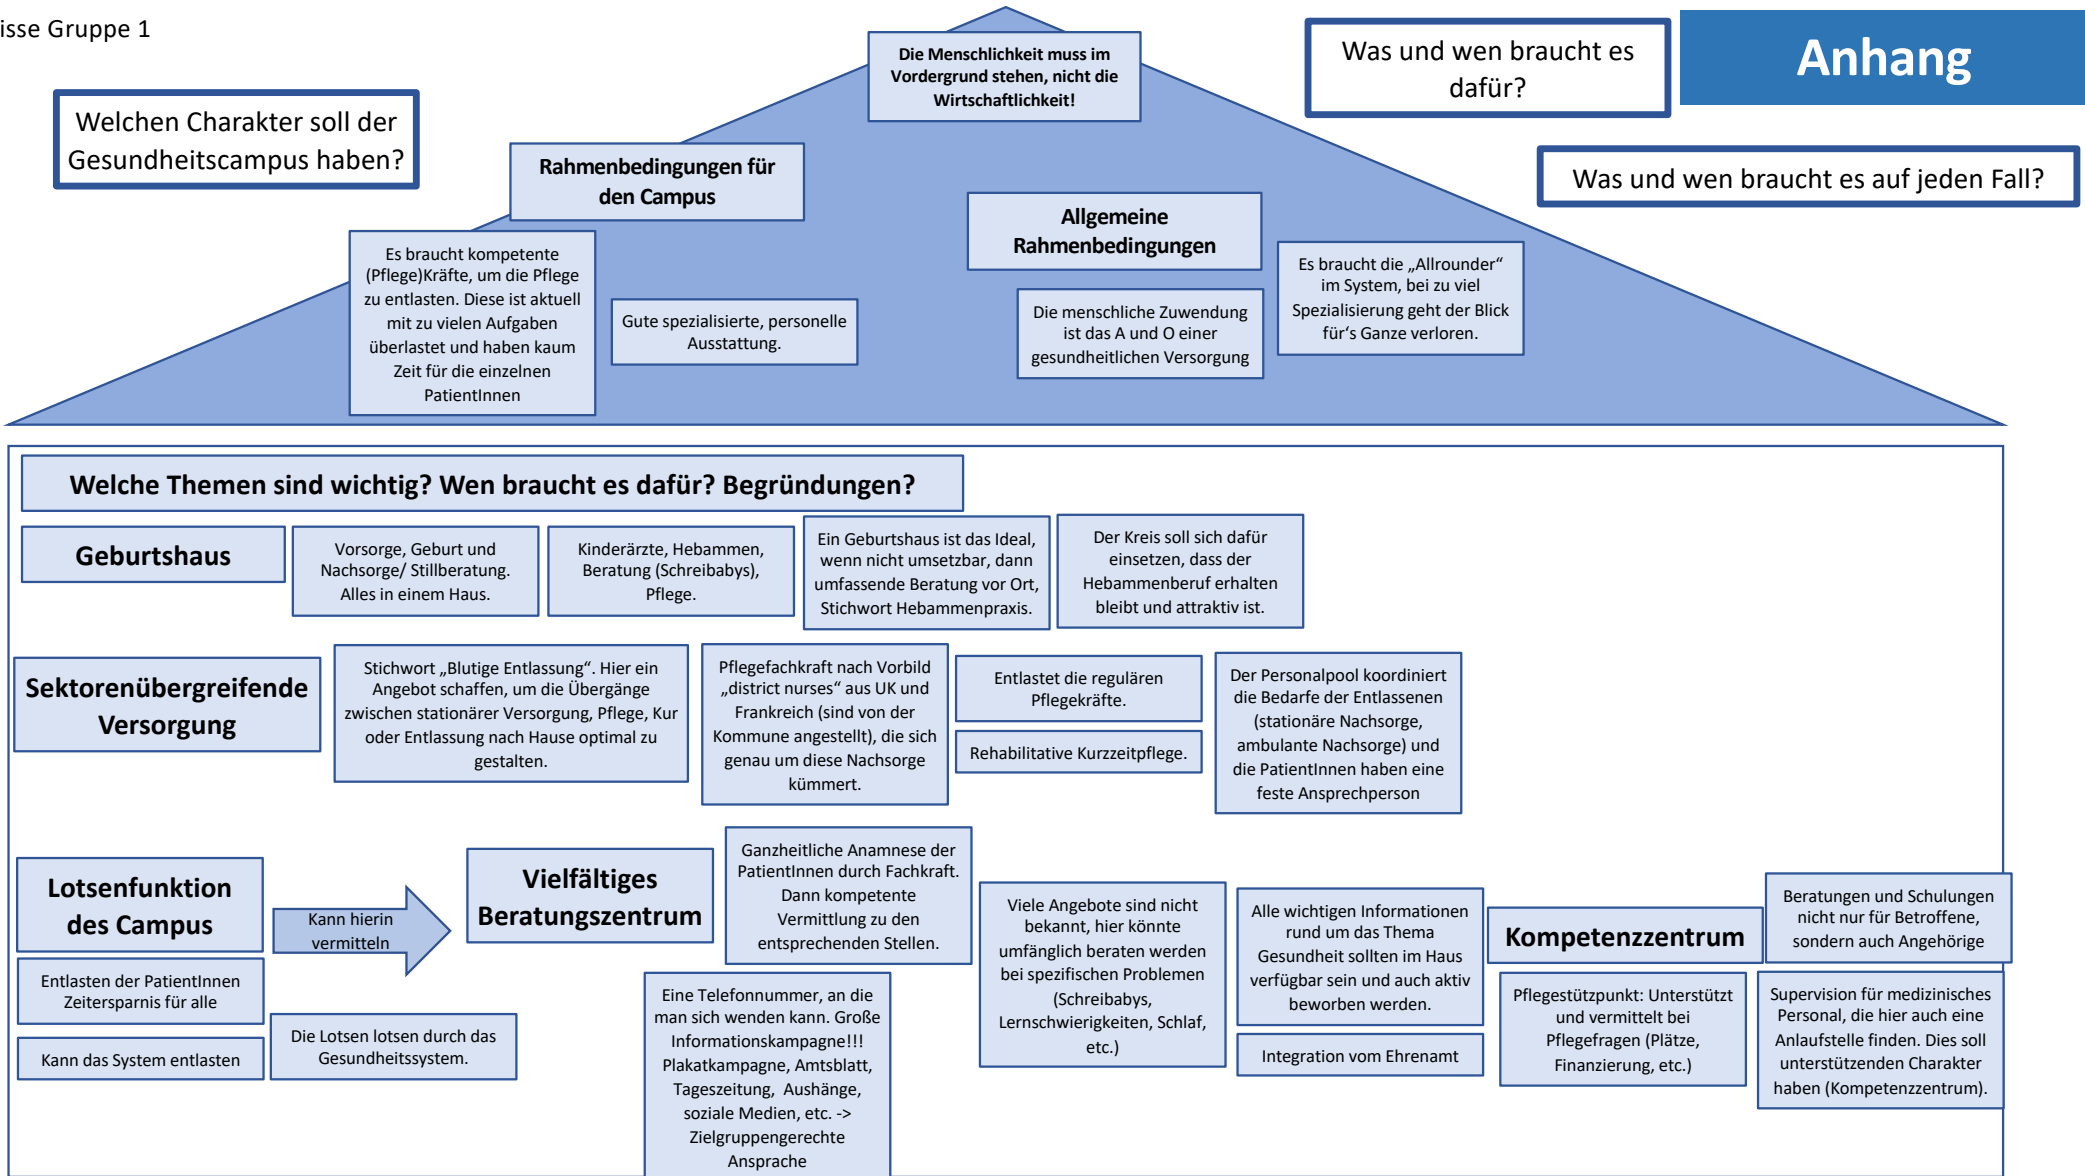 isse Gruppe 1
Welchen Charakter soll der
Gesundheitscampus haben?
Die Menschlichkeit muss im
Vordergrund stehen, nicht die
Wirtschaftlichkeit!
Was und wen braucht es
dafür?
Anhang
Was und wen braucht es auf jeden Fall?
Rahmenbedingungen für
den Campus
Es braucht kompetente
(Pflege)Kräfte, um die Pflege
zu entlasten. Diese ist aktuell
mit zu vielen Aufgaben
überlastet und haben kaum
Zeit für die einzelnen
PatientInnen
Gute spezialisierte, personelle
Ausstattung.
Allgemeine
Rahmenbedingungen
Die menschliche Zuwendung
ist das A und O einer
gesundheitlichen Versorgung
Es braucht die „Allrounder“
im System, bei zu viel
Spezialisierung geht der Blick
für‘s Ganze verloren.
Welche Themen sind wichtig? Wen braucht es dafür? Begründungen?
Geburtshaus
Vorsorge, Geburt und
Nachsorge/ Stillberatung.
Alles in einem Haus.
Kinderärzte, Hebammen,
Beratung (Schreibabys),
Pflege.
Ein Geburtshaus ist das Ideal,
wenn nicht umsetzbar, dann
umfassende Beratung vor Ort,
Stichwort Hebammenpraxis.
Der Kreis soll sich dafür
einsetzen, dass der
Hebammenberuf erhalten
bleibt und attraktiv ist.
Sektorenübergreifende
Versorgung
Stichwort „Blutige Entlassung“. Hier ein
Angebot schaffen, um die Übergänge
zwischen stationärer Versorgung, Pflege, Kur
oder Entlassung nach Hause optimal zu
gestalten.
Pflegefachkraft nach Vorbild
„district nurses“ aus UK und
Frankreich (sind von der
Kommune angestellt), die sich
genau um diese Nachsorge
kümmert.
Entlastet die regulären
Pflegekräfte.
Rehabilitative Kurzzeitpflege.
Der Personalpool koordiniert
die Bedarfe der Entlassenen
(stationäre Nachsorge,
ambulante Nachsorge) und
die PatientInnen haben eine
feste Ansprechperson
Lotsenfunktion
des Campus
Entlasten der PatientInnen
Zeitersparnis für alle
Kann das System entlasten
Die Lotsen lotsen durch das
Gesundheitssystem.
Kann hierin
vermitteln
Vielfältiges
Beratungszentrum
Ganzheitliche Anamnese der
PatientInnen durch Fachkraft.
Dann kompetente
Vermittlung zu den
entsprechenden Stellen.
Eine Telefonnummer, an die
man sich wenden kann. Große
Informationskampagne!!!
Plakatkampagne, Amtsblatt,
Tageszeitung, Aushänge,
soziale Medien, etc. ->
Zielgruppengerechte
Ansprache
Viele Angebote sind nicht
bekannt, hier könnte
umfänglich beraten werden
bei spezifischen Problemen
(Schreibabys,
Lernschwierigkeiten, Schlaf,
etc.)
Alle wichtigen Informationen
rund um das Thema
Gesundheit sollten im Haus
verfügbar sein und auch aktiv
beworben werden.
Integration vom Ehrenamt
Kompetenzzentrum
Pflegestützpunkt: Unterstützt
und vermittelt bei
Pflegefragen (Plätze,
Finanzierung, etc.)
Beratungen und Schulungen
nicht nur für Betroffene,
sondern auch Angehörige
Supervision für medizinisches
Personal, die hier auch eine
Anlaufstelle finden. Dies soll
unterstützenden Charakter
haben (Kompetenzzentrum).